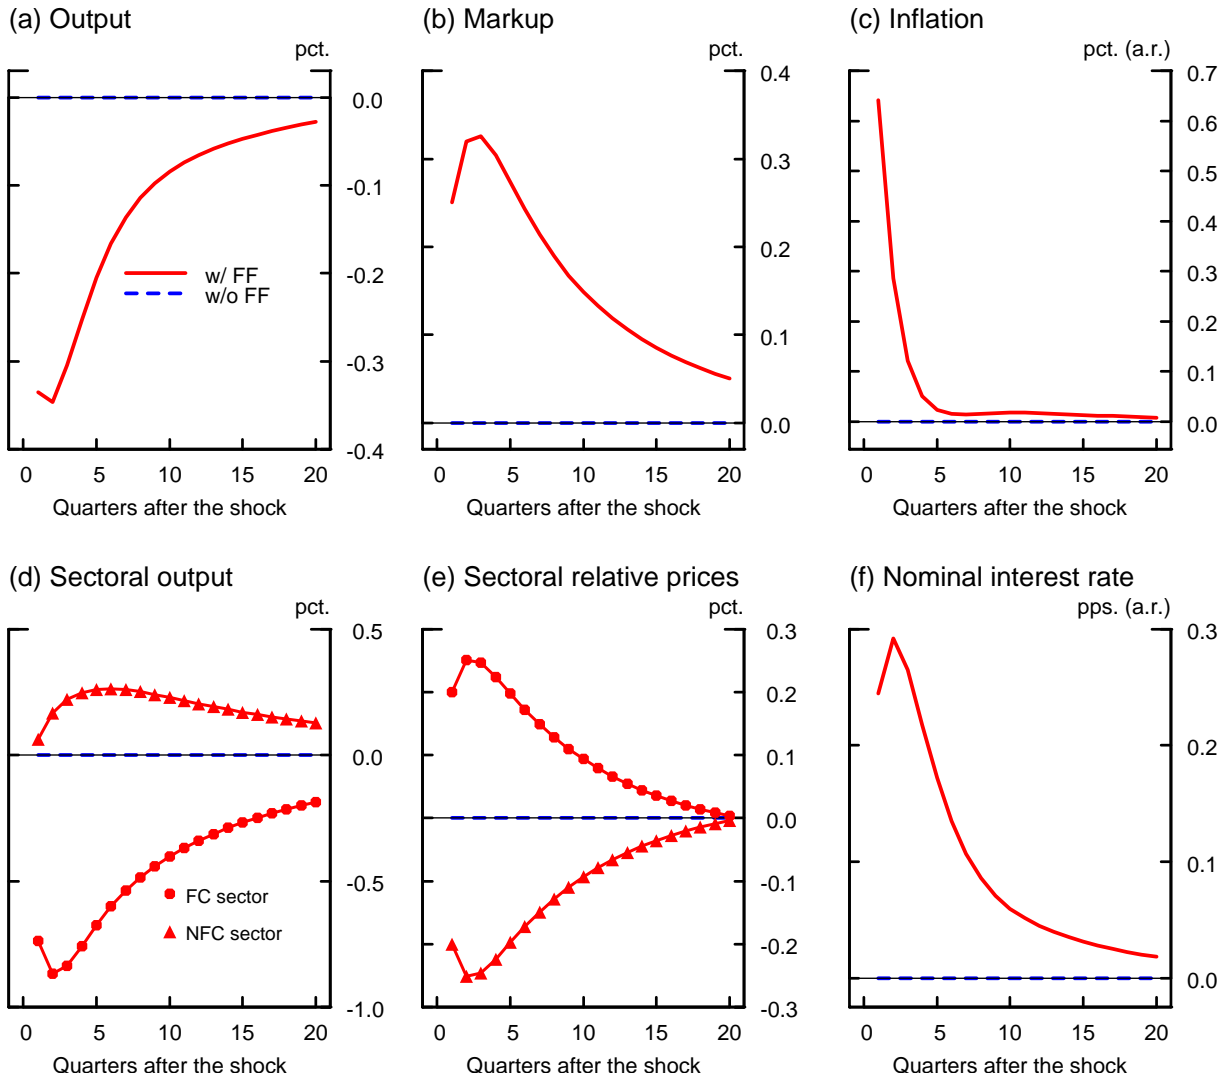 (a) Output
pct.
0.0
-0.1
-0.2
-0.3
-0.4
w/ FF
w/o FF
0 5 10 15 20
Quarters after the shock
(b) Markup
pct.
0.4
0.3
0.2
0.1
0.0
0 5 10 15 20
Quarters after the shock
(c) Inflation
pct. (a.r.)
0.7
0.6
0.5
0.4
0.3
0.2
0.1
0.0
0 5 10 15 20
Quarters after the shock
(d) Sectoral output
pct.
0.5
0.0
-0.5
-1.0
FC sector
NFC sector
0 5 10 15 20
Quarters after the shock
(e) Sectoral relative prices
pct.
0.3
0.2
0.1
0.0
-0.1
-0.2
-0.3
0 5 10 15 20
Quarters after the shock
(f) Nominal interest rate
pps. (a.r.)
0.3
0.2
0.1
0.0
0 5 10 15 20
Quarters after the shock